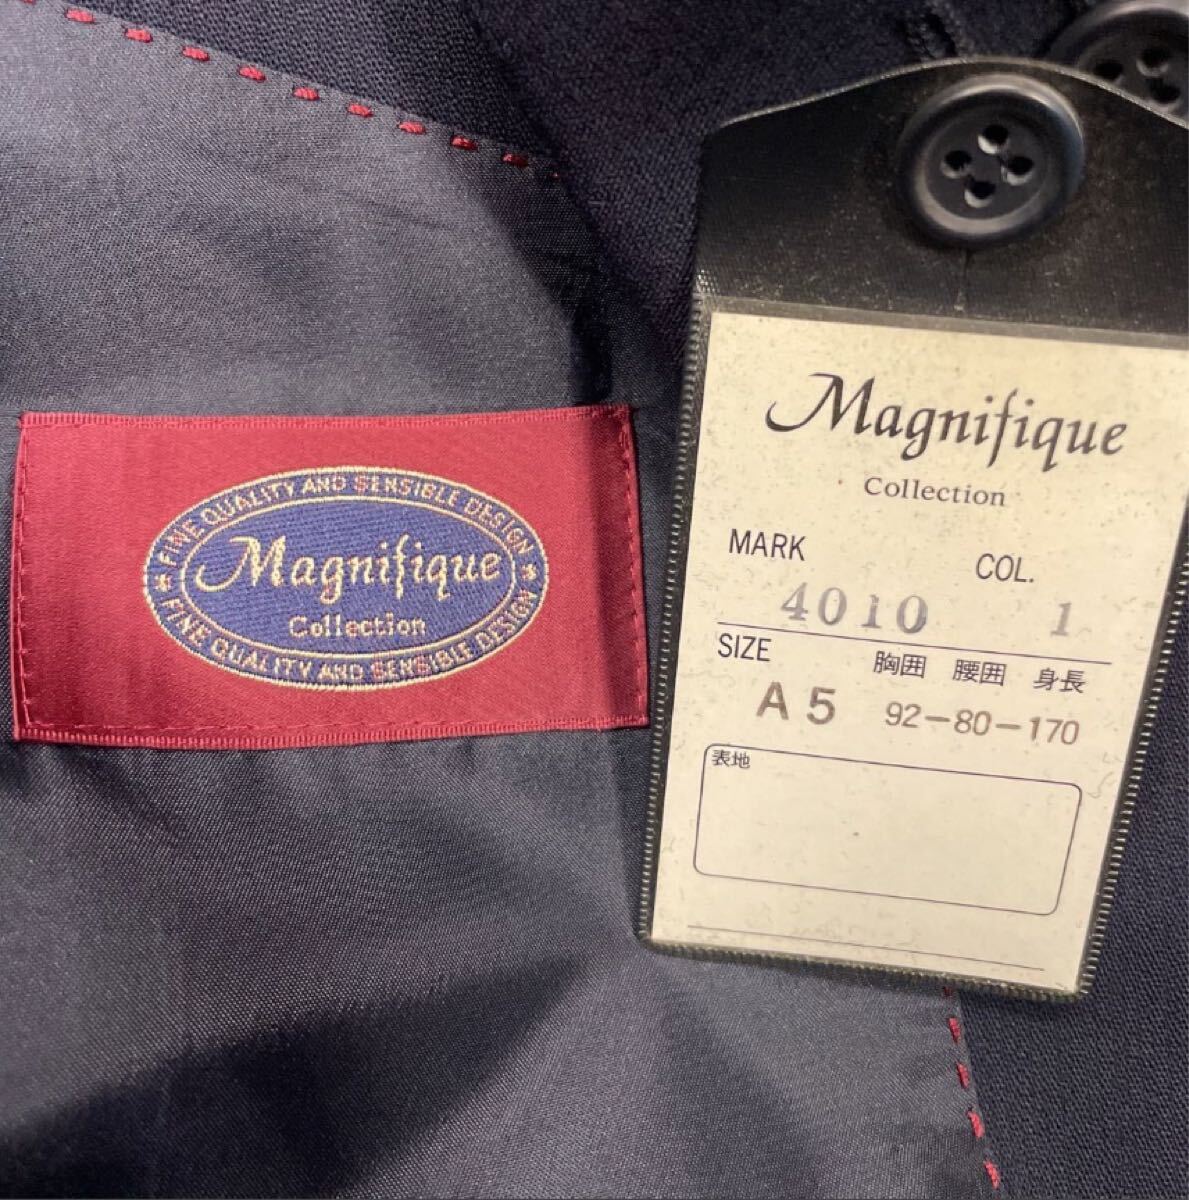 FINE QUALITY AND SENSIBLE DESIGN
Magnifique
Collection
FINE QUALITY AND SENSIBLE DESIGN
Magnifique
Collection
MARK COL.
4010 1
SIZE 胸囲 腰囲 身長
A5 92-80-170
表地